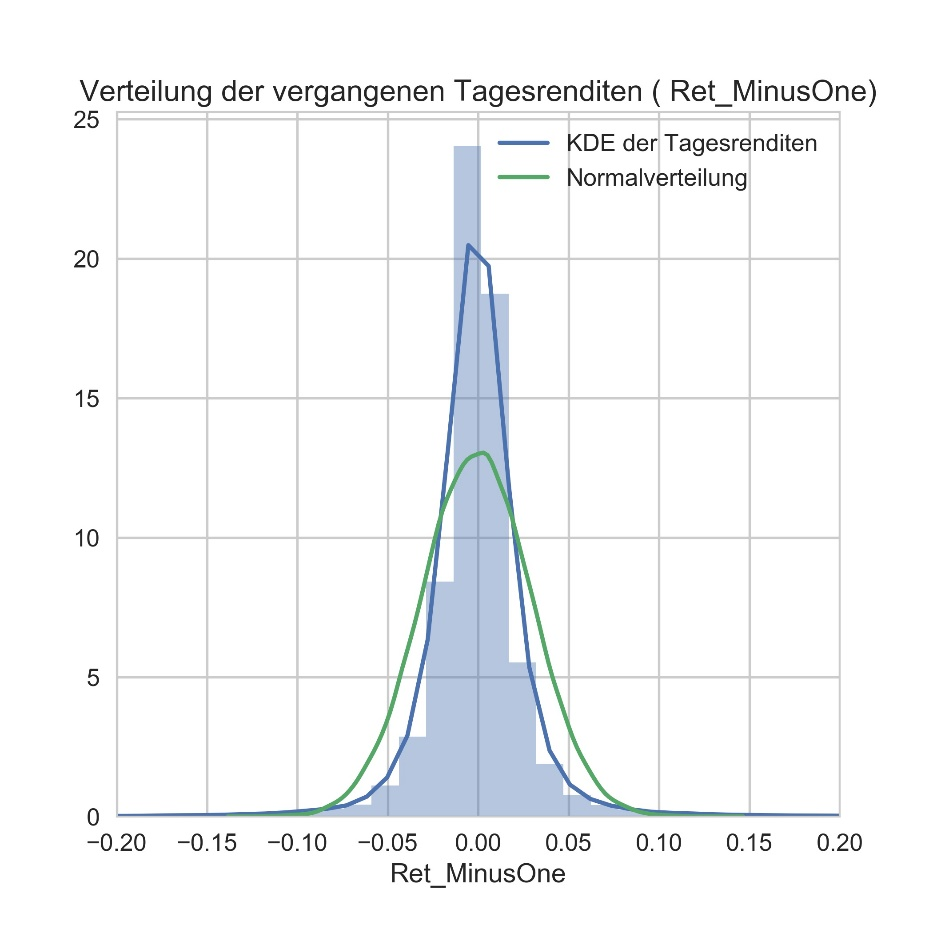 Verteilung der vergangenen Tagesrenditen ( Ret_MinusOne)
25
KDE der Tagesrenditen
Normalverteilung
20
15
10
5
0
−0.20 −0.15 −0.10 −0.05 0.00 0.05 0.10 0.15 0.20
Ret_MinusOne